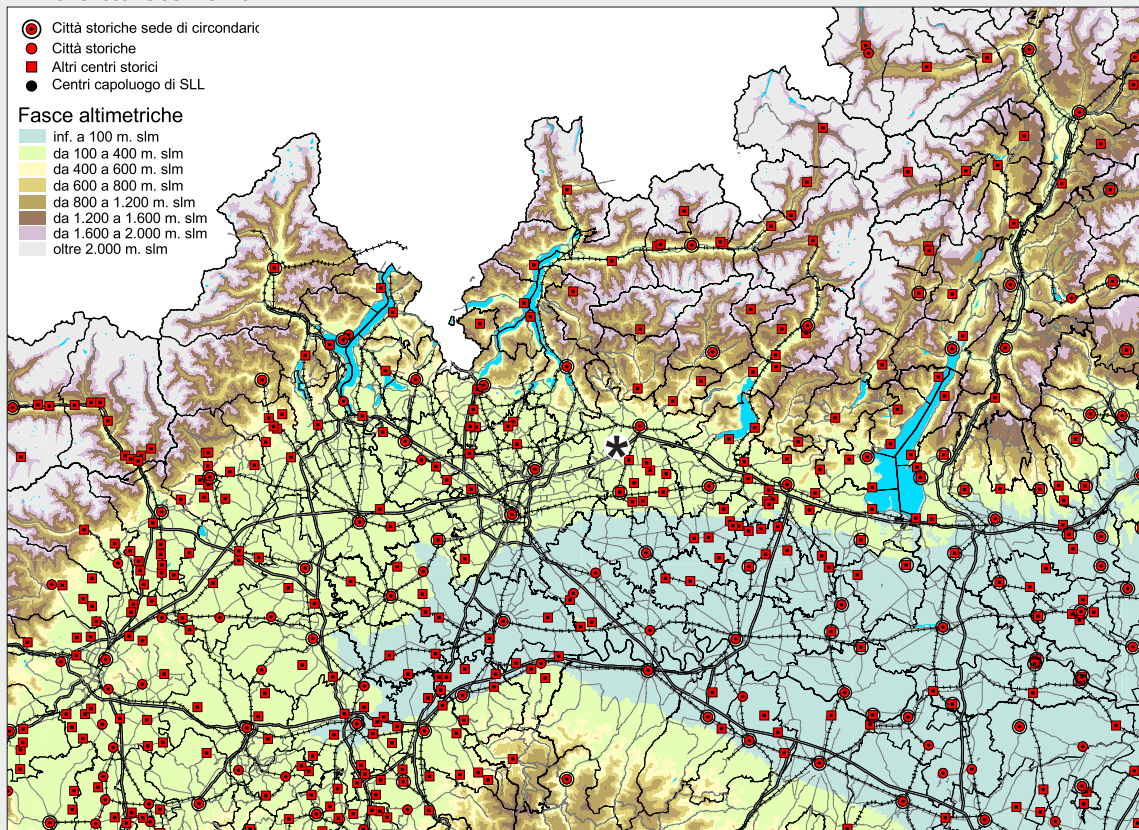 Città storiche sede di circondario
Città storiche
Altri centri storici
Centri capoluogo di SLL
Fasce altimetriche
inf. a 100 m. slm
da 100 a 400 m. slm
da 400 a 600 m. slm
da 600 a 800 m. slm
da 800 a 1.200 m. slm
da 1.200 a 1.600 m. slm
da 1.600 a 2.000 m. slm
oltre 2.000 m. slm
*